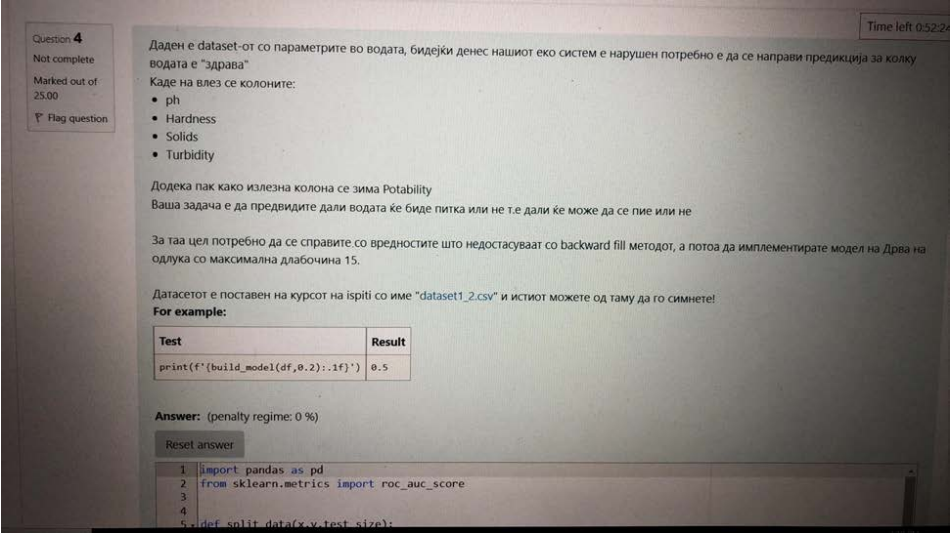 Time left 0:52:24
Question 4
Not complete
Marked out of
25.00
Flag question
Даден е dataset-от со параметрите во водата, бидејќи денес нашиот еко систем е нарушен потребно е да се направи предикција за колку
водата е "здрава"
Каде на влез се колоните:
• ph
• Hardness
• Solids
• Turbidity
Додека пак како излезна колона се зима Potability
Ваша задача е да предвидите дали водата ќе биде питка или не т.е дали ќе може да се пие или не
За таа цел потребно да се справите со вредностите што недостасуваат со backward fill методот, а потоа да имплементирате модел на Дрва на
одлука со максимална длабочина 15.
Датасетот е поставен на курсот на ispiti со име "dataset1_2.csv" и истиот можете од таму да го симнете!
For example:
Test Result
print(f'{build_model(df,0.2):.1f}') 0.5
Answer: (penalty regime: 0 %)
Reset answer
1 import pandas as pd
2 from sklearn.metrics import roc_auc_score
3
4
5 def split_data(x,y,test_size):